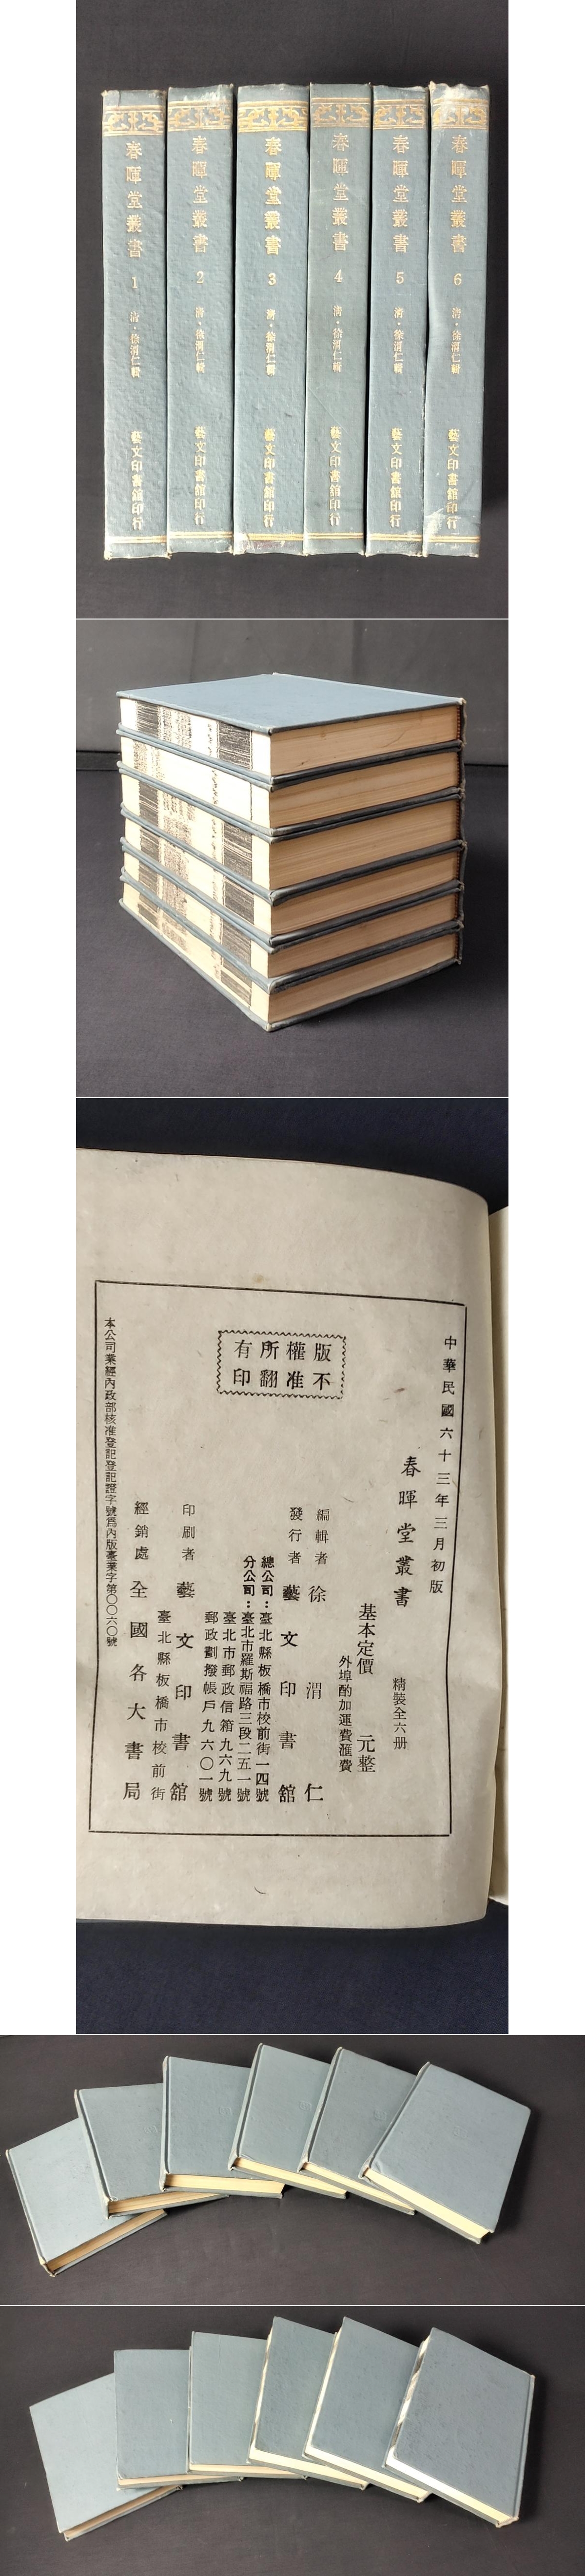 春暉堂叢書 1 清·徐渭仁輯 藝文印書館印行
春暉堂叢書 2 清·徐渭仁輯 藝文印書館印行
春暉堂叢書 3 清·徐渭仁輯 藝文印書館印行
春暉堂叢書 4 清·徐渭仁輯 藝文印書館印行
春暉堂叢書 5 清·徐渭仁輯 藝文印書館印行
春暉堂叢書 6 清·徐渭仁輯 藝文印書館印行
中華民國六十三年三月初版
春暉堂叢書
精裝全六册
基本定價 元整
外埠酌加運費滙費
版權所有
不准翻印
編輯者 徐渭仁
發行者 藝文印書館
總公司：臺北縣板橋市校前街一四號
分公司：臺北市羅斯福路三段二五一號
臺北市郵政信箱九六九號
郵政劃撥帳戶九六〇一號
印刷者 藝文印書館
臺北縣板橋市校前街
經銷處 全國各大書局
本公司業經內政部核准登記登記證字號爲內版臺業字第〇〇六〇號